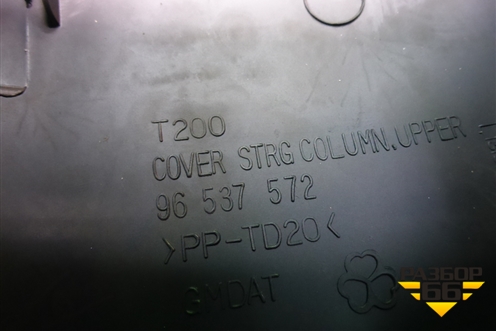 T200
COVER STRG COLUMN,UPPER
96 537 572
>PP-TD20<
GMDAT
РАЗБОР
66